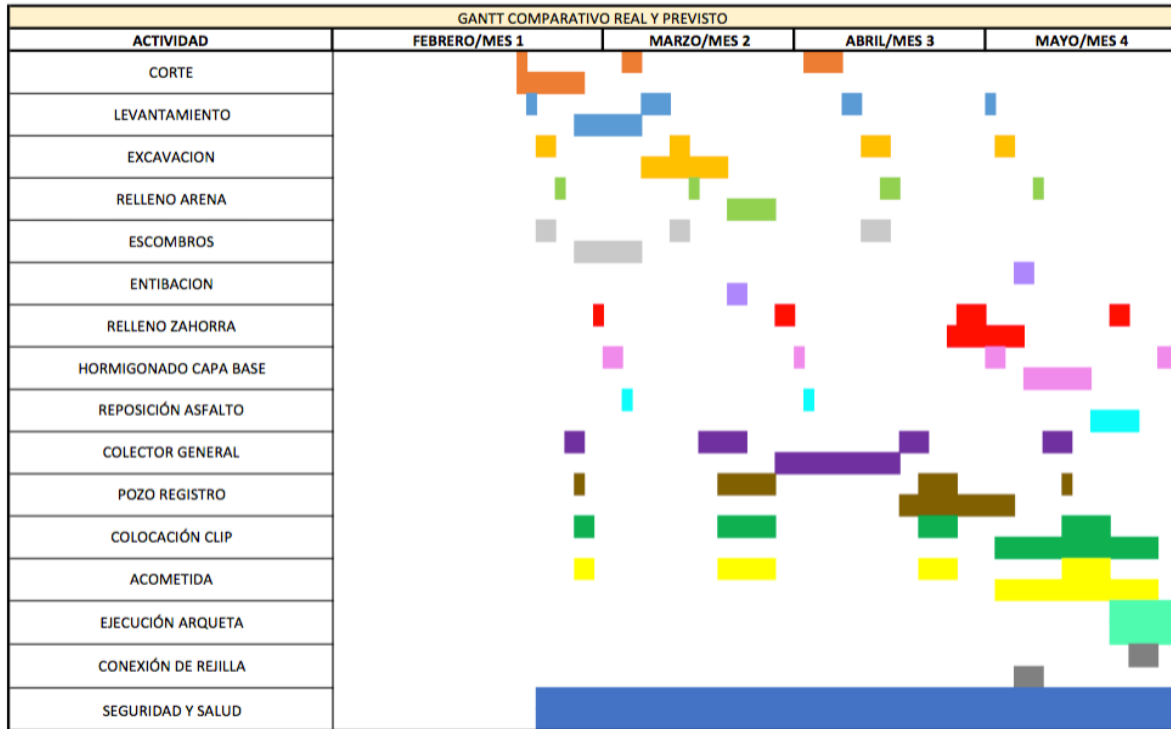 GANTT COMPARATIVO REAL Y PREVISTO
ACTIVIDAD FEBRERO/MES 1 MARZO/MES 2 ABRIL/MES 3 MAYO/MES 4
CORTE
LEVANTAMIENTO
EXCAVACION
RELLENO ARENA
ESCOMBROS
ENTIBACION
RELLENO ZAHORRA
HORMIGONADO CAPA BASE
REPOSICIÓN ASFALTO
COLECTOR GENERAL
POZO REGISTRO
COLOCACIÓN CLIP
ACOMETIDA
EJECUCIÓN ARQUETA
CONEXIÓN DE REJILLA
SEGURIDAD Y SALUD